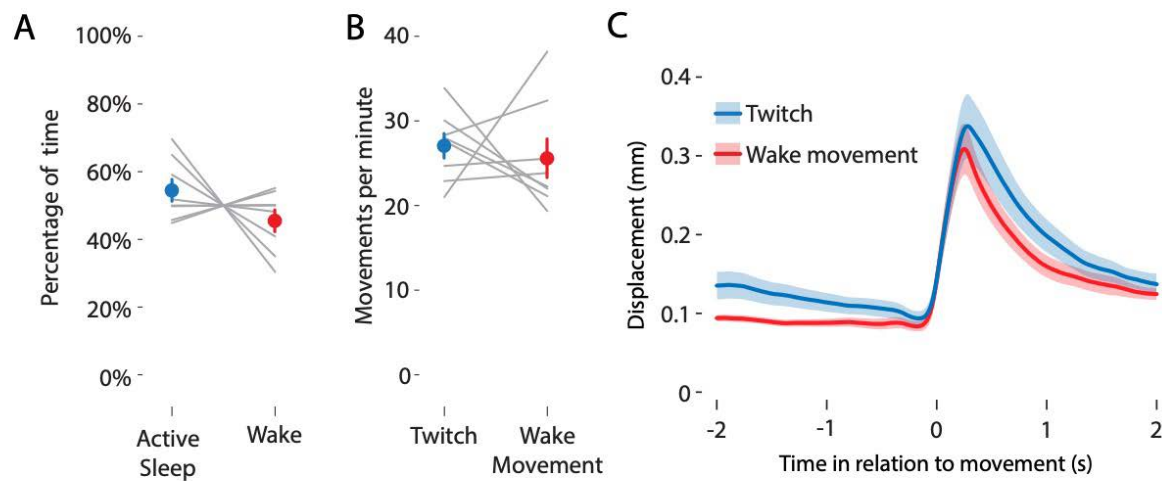 A
Percentage of time
100%
80%
60%
40%
20%
0%
Active
Sleep
Wake
B
Movements per minute
40
30
20
10
0
Twitch
Wake
Movement
C
Displacement (mm)
0.4
0.3
0.2
0.1
0
Twitch
Wake movement
-2
-1
0
1
2
Time in relation to movement (s)